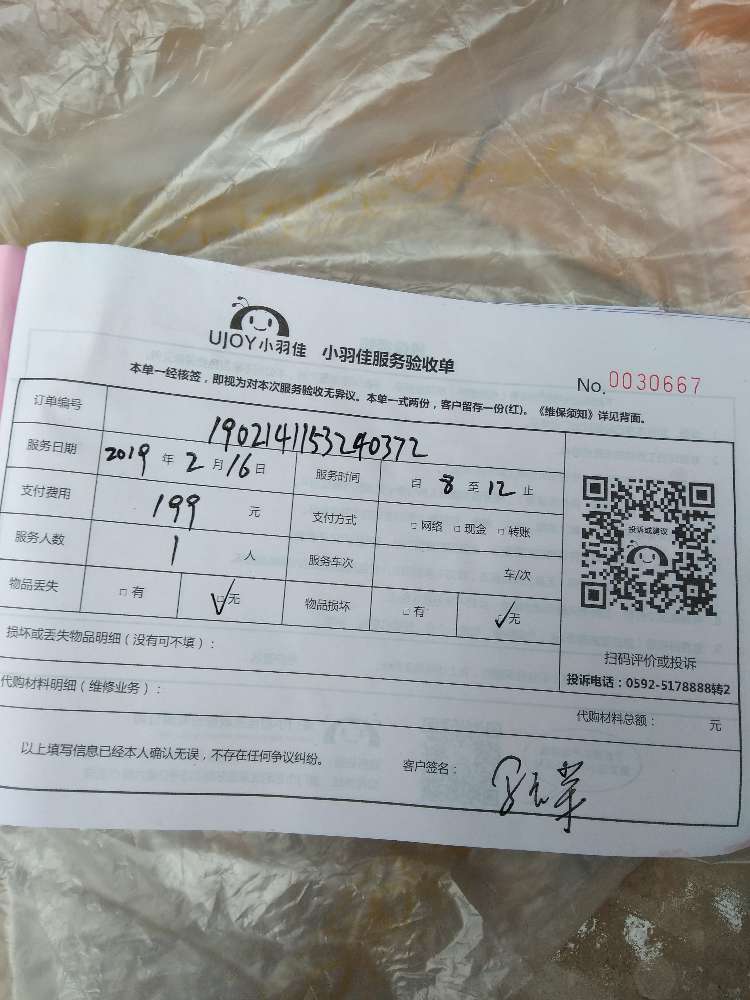 UJOY小羽佳 小羽佳服务验收单
No.0030667
本单一经核签，即视为对本次服务验收无异议。本单一式两份，客户留存一份(红)。《维保须知》详见背面。
订单编号 1902141153240372
服务日期 2019 年 2 月 16 日 服务时间 自 8 至 12 止
支付费用 199 元 支付方式 □ 网络 □ 现金 □ 转账
服务人数 1 人 服务车次 车/次
物品丢失 □ 有 ☑ 无 物品损坏 □ 有 ☑ 无
投诉或建议
扫码评价或投诉
投诉电话：0592-5178888转2
损坏或丢失物品明细（没有可不填）：
代购材料明细（维修业务）：
代购材料总额： 元
以上填写信息已经本人确认无误，不存在任何争议纠纷。 客户签名：